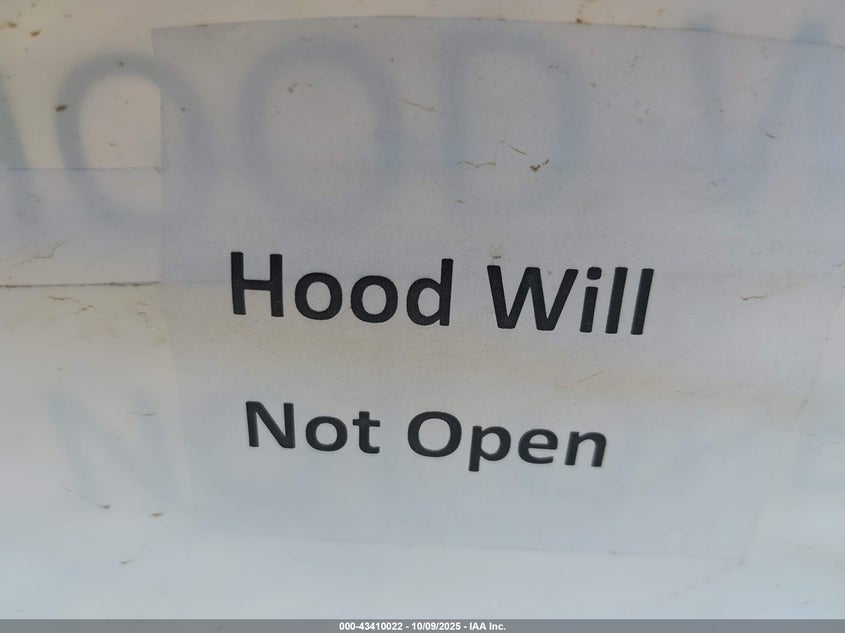 Hood Will
Not Open
000-43410022 - 10/09/2025 - IAA Inc.